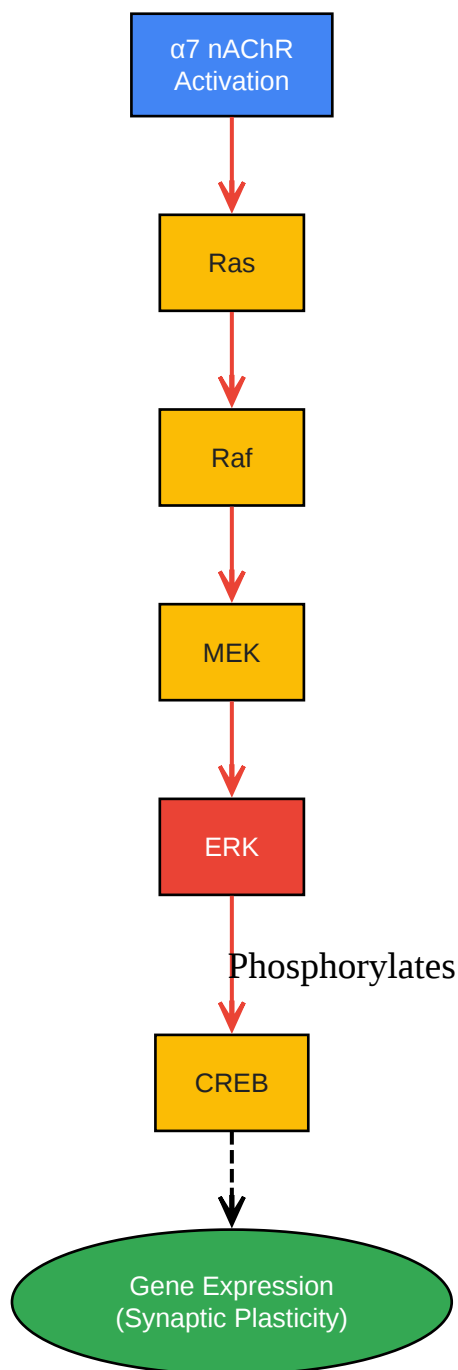 α7 nAChR
Activation
Ras
Raf
MEK
ERK
Phosphorylates
CREB
Gene Expression
(Synaptic Plasticity)